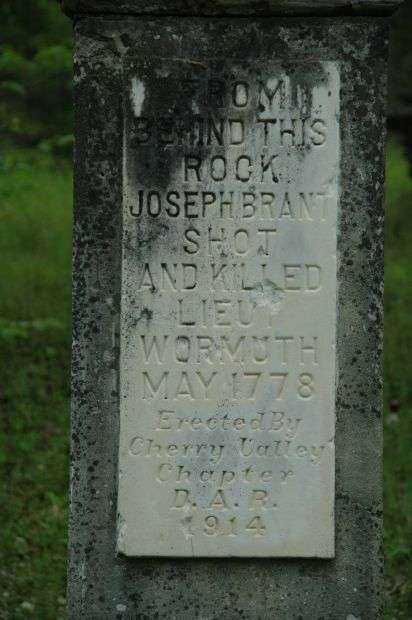 FROM
BEHIND THIS
ROCK
JOSEPH BRANT
SHOT
AND KILLED
LIEUT
WORMUTH
MAY 1778
Erected By
Cherry Valley
Chapter
D. A. R.
1914